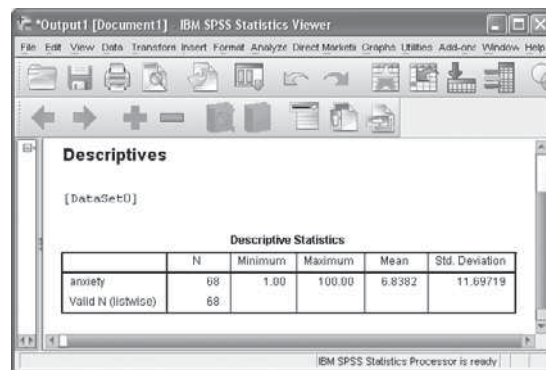 *Output1 [Document1] - IBM SPSS Statistics Viewer
File Edit View Data Transform Insert Format Analyze Direct Marketi Graphs Utilities Add-ons Window Help
Descriptives
[DataSet0]
Descriptive Statistics
N Minimum Maximum Mean Std. Deviation
anxiety 68 1.00 100.00 6.8382 11.69719
Valid N (listwise) 68
IBM SPSS Statistics Processor is ready